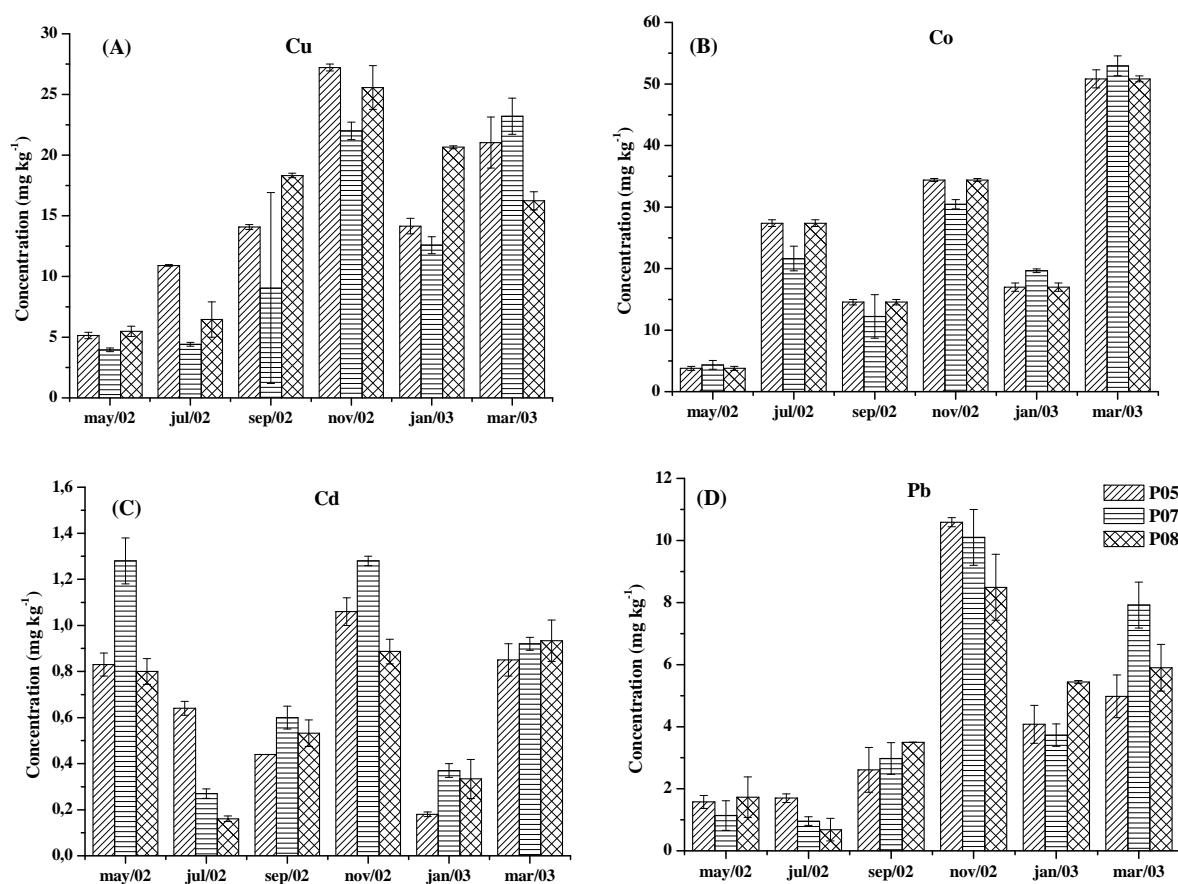 (A)
Cu
Concentration (mg kg⁻¹)
30
25
20
15
10
5
0
may/02 jul/02 sep/02 nov/02 jan/03 mar/03
(B)
Co
Concentration (mg kg⁻¹)
60
50
40
30
20
10
0
may/02 jul/02 sep/02 nov/02 jan/03 mar/03
(C)
Cd
Concentration (mg kg⁻¹)
1,6
1,4
1,2
1,0
0,8
0,6
0,4
0,2
0,0
may/02 jul/02 sep/02 nov/02 jan/03 mar/03
(D)
Pb
Concentration (mg kg⁻¹)
12
10
8
6
4
2
0
may/02 jul/02 sep/02 nov/02 jan/03 mar/03
P05
P07
P08